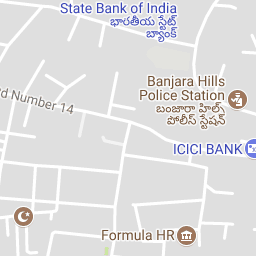 State Bank of India
భారతీయ స్టేట్
బ్యాంక్
Banjara Hills
Police Station
బంజారా హిల్స్
పోలీస్ స్టేషన్
d Number 14
ICICI BANK
Formula HR